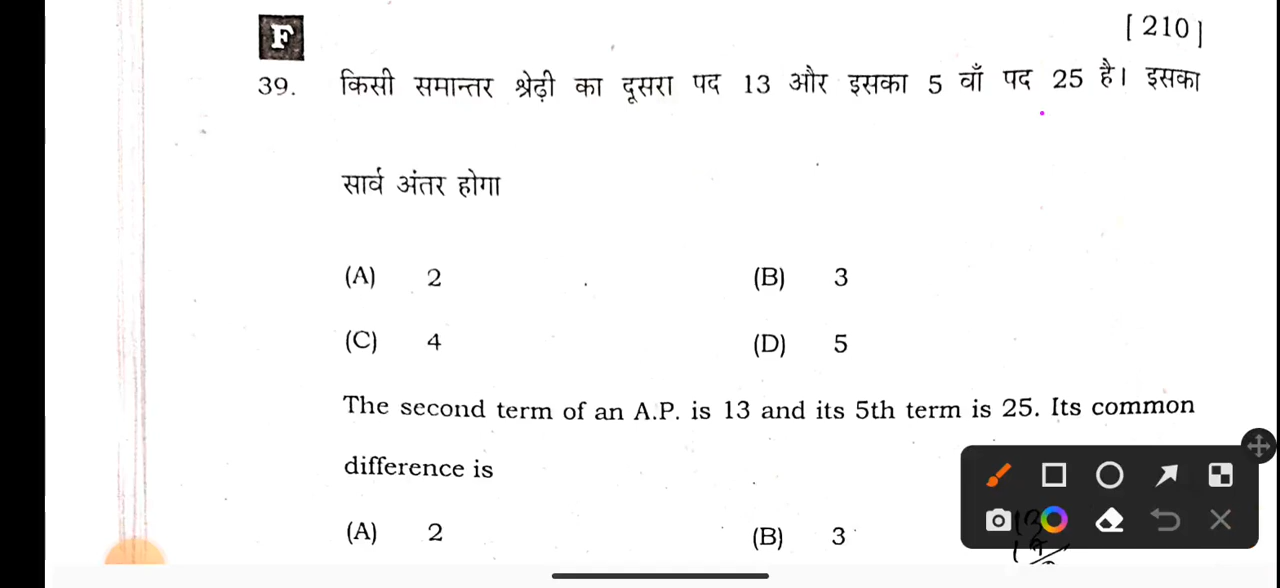 F
[ 210 ]
39. किसी समान्तर श्रेढ़ी का दूसरा पद 13 और इसका 5 वाँ पद 25 है। इसका
सार्व अंतर होगा
(A) 2 (B) 3
(C) 4 (D) 5
The second term of an A.P. is 13 and its 5th term is 25. Its common
difference is
(A) 2 (B) 3